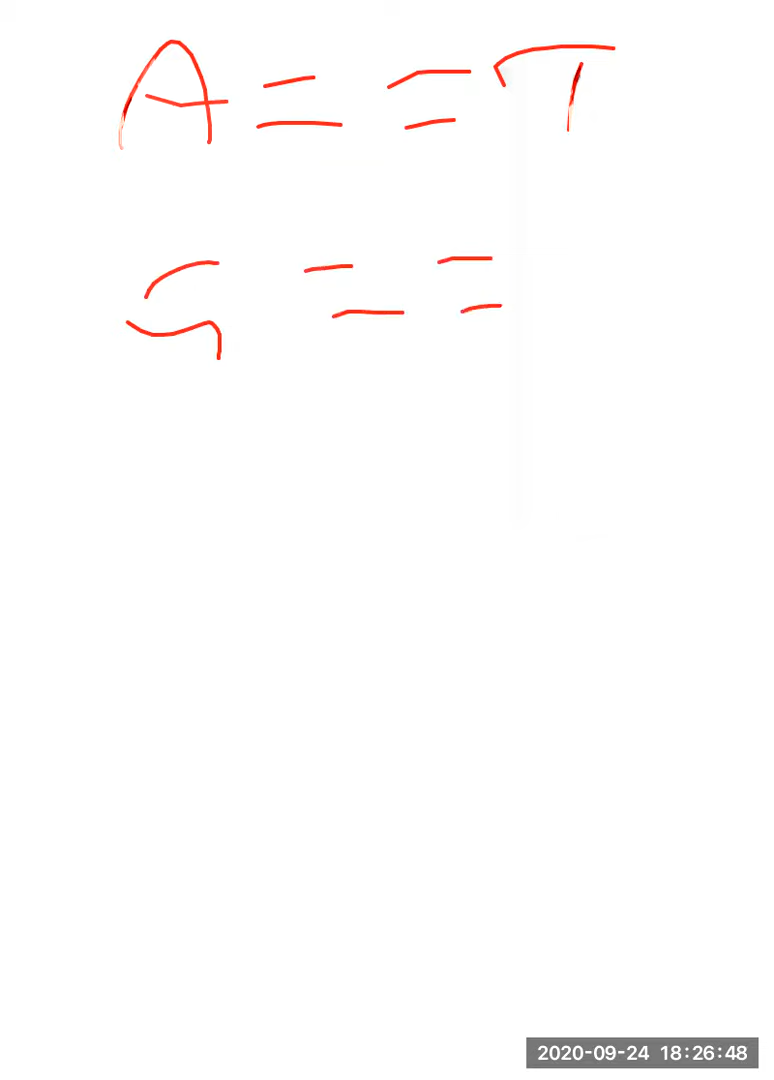 A = = T
G = =
2020-09-24 18:26:48